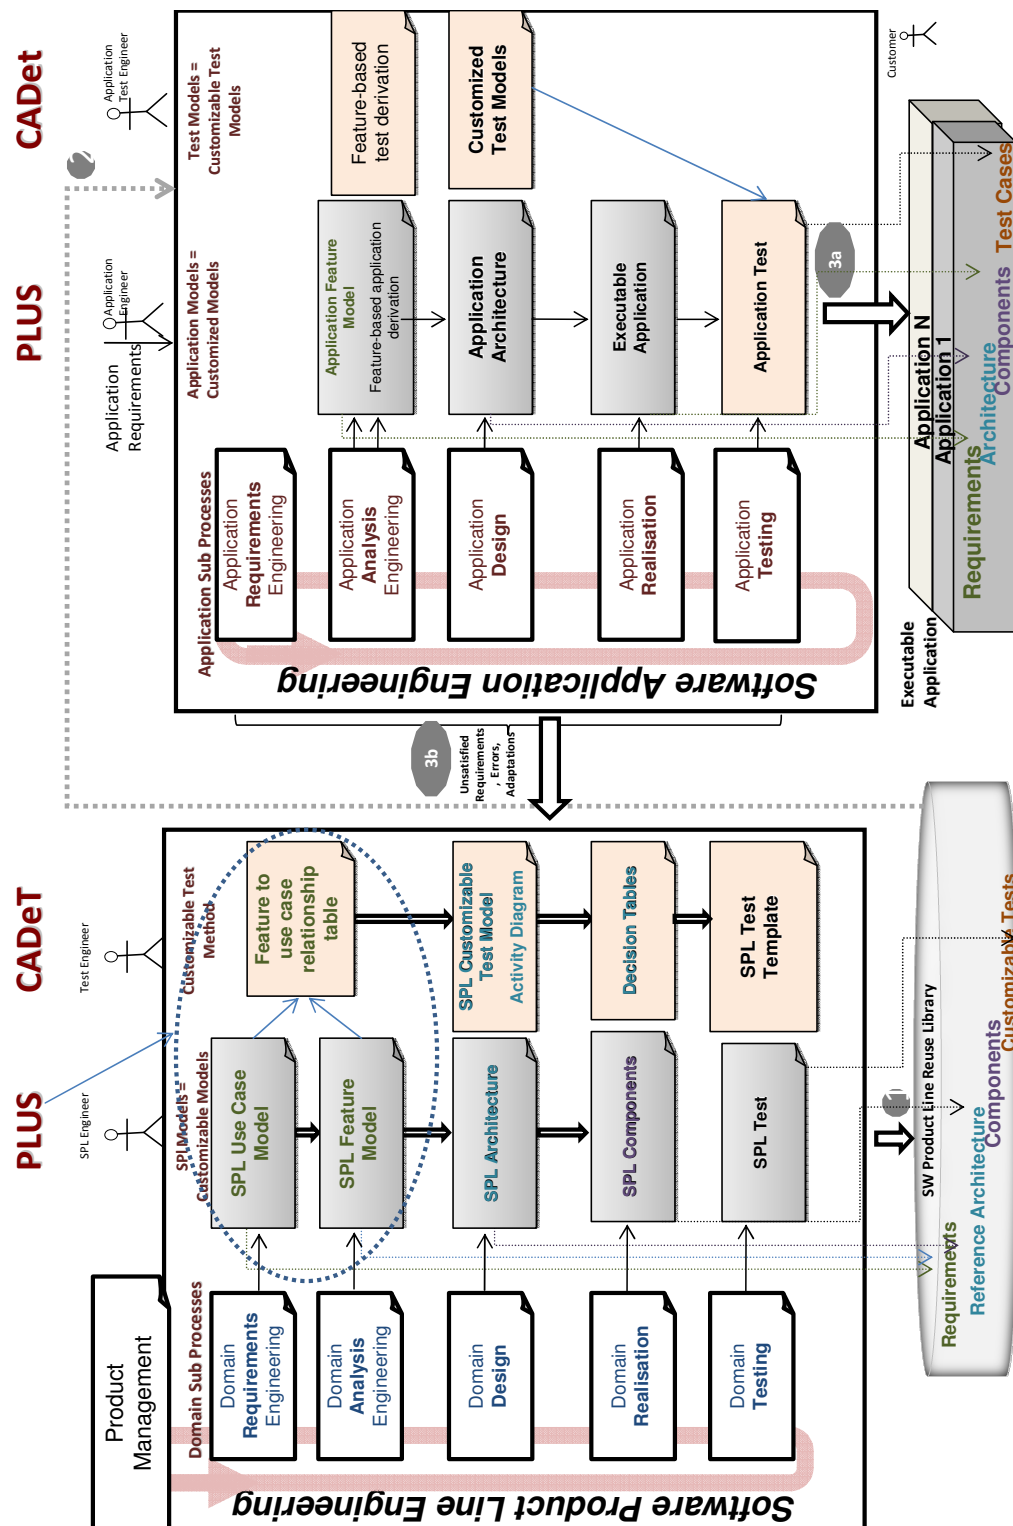 PLUS
CADeT
PLUS
CADet
SPL Engineer
Test Engineer
Application
Engineer
Application
Test Engineer
Product
Management
Domain Sub Processes
SPLModels =
Customizable Models
Customizable Test
Method
Domain
Requirements
Engineering
SPL Use Case
Model
Feature to
use case
relationship
table
Domain
Analysis
Engineering
SPL Feature
Model
Domain
Design
SPL Architecture
SPL Customizable
Test Model
Activity Diagram
Domain
Realisation
SPL Components
Decision Tables
Domain
Testing
SPL Test
SPL Test
Template
Software Product Line Engineering
1
SW Product Line Reuse Library
Requirements
Reference Architecture
Components
Customizable Tests
2
3b
Unsatisfied
Requirements
, Errors,
Adaptations
Application
Requirements
Application Sub Processes
Application Models =
Customized Models
Test Models =
Customizable Test
Models
Application
Requirements
Engineering
Application
Analysis
Engineering
Application Feature
Model
Feature-based application
derivation
Feature-based
test derivation
Application
Design
Application
Architecture
Customized
Test Models
Application
Realisation
Executable
Application
Application
Testing
Application Test
Software Application Engineering
3a
Customer
Executable
Application
Application N
Application 1
Requirements
Architecture
Components
Test Cases